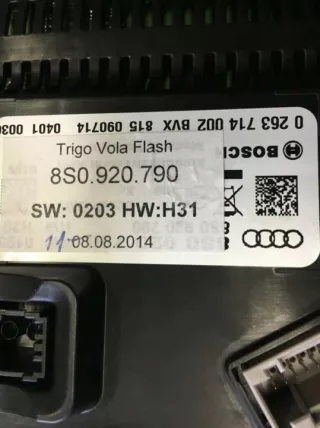 0 263 714 002 BVX 815 090714 0401
BOSCH
Trigo Vola Flash
8S0.920.790
SW: 0203 HW:H31
11-08.08.2014